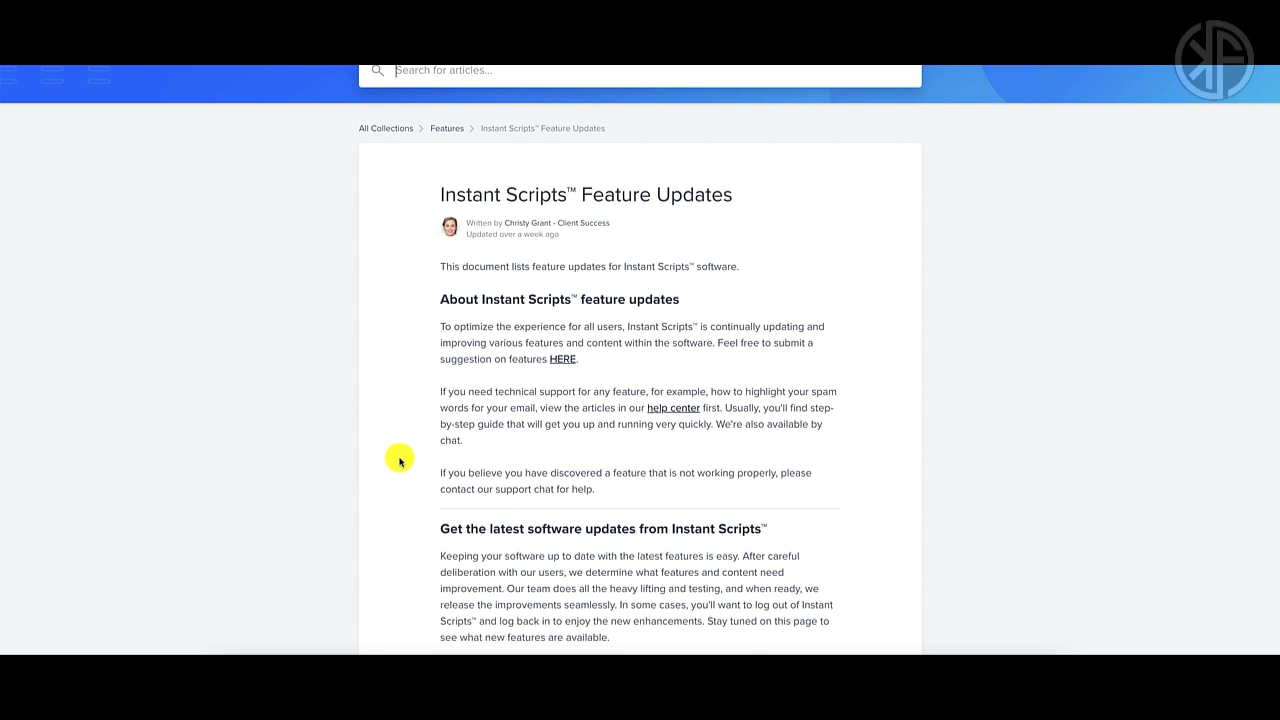 Search for articles...
All Collections > Features > Instant Scripts™ Feature Updates
Instant Scripts™ Feature Updates
Written by Christy Grant - Client Success
Updated over a week ago
This document lists feature updates for Instant Scripts™ software.
About Instant Scripts™ feature updates
To optimize the experience for all users, Instant Scripts™ is continually updating and
improving various features and content within the software. Feel free to submit a
suggestion on features HERE.
If you need technical support for any feature, for example, how to highlight your spam
words for your email, view the articles in our help center first. Usually, you'll find step-
by-step guide that will get you up and running very quickly. We're also available by
chat.
If you believe you have discovered a feature that is not working properly, please
contact our support chat for help.
Get the latest software updates from Instant Scripts™
Keeping your software up to date with the latest features is easy. After careful
deliberation with our users, we determine what features and content need
improvement. Our team does all the heavy lifting and testing, and when ready, we
release the improvements seamlessly. In some cases, you'll want to log out of Instant
Scripts™ and log back in to enjoy the new enhancements. Stay tuned on this page to
see what new features are available.